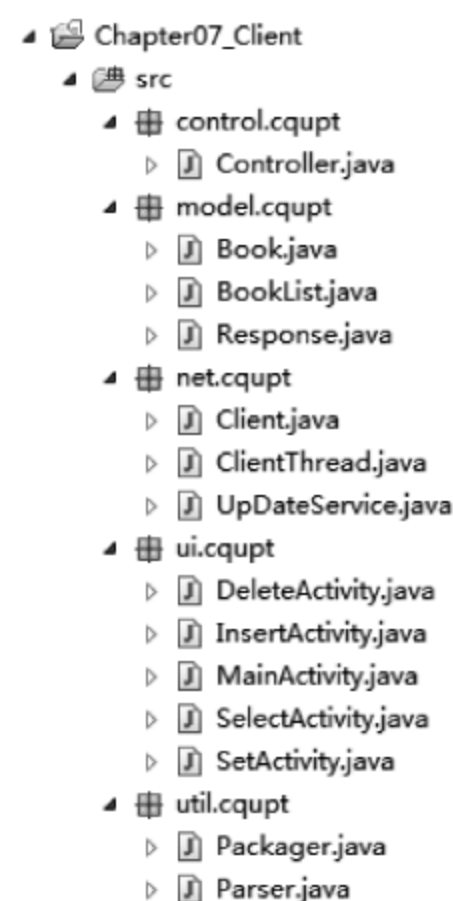 Chapter07_Client
src
control.cqupt
Controller.java
model.cqupt
Book.java
BookList.java
Response.java
net.cqupt
Client.java
ClientThread.java
UpDateService.java
ui.cqupt
DeleteActivity.java
InsertActivity.java
MainActivity.java
SelectActivity.java
SetActivity.java
util.cqupt
Packager.java
Parser.java